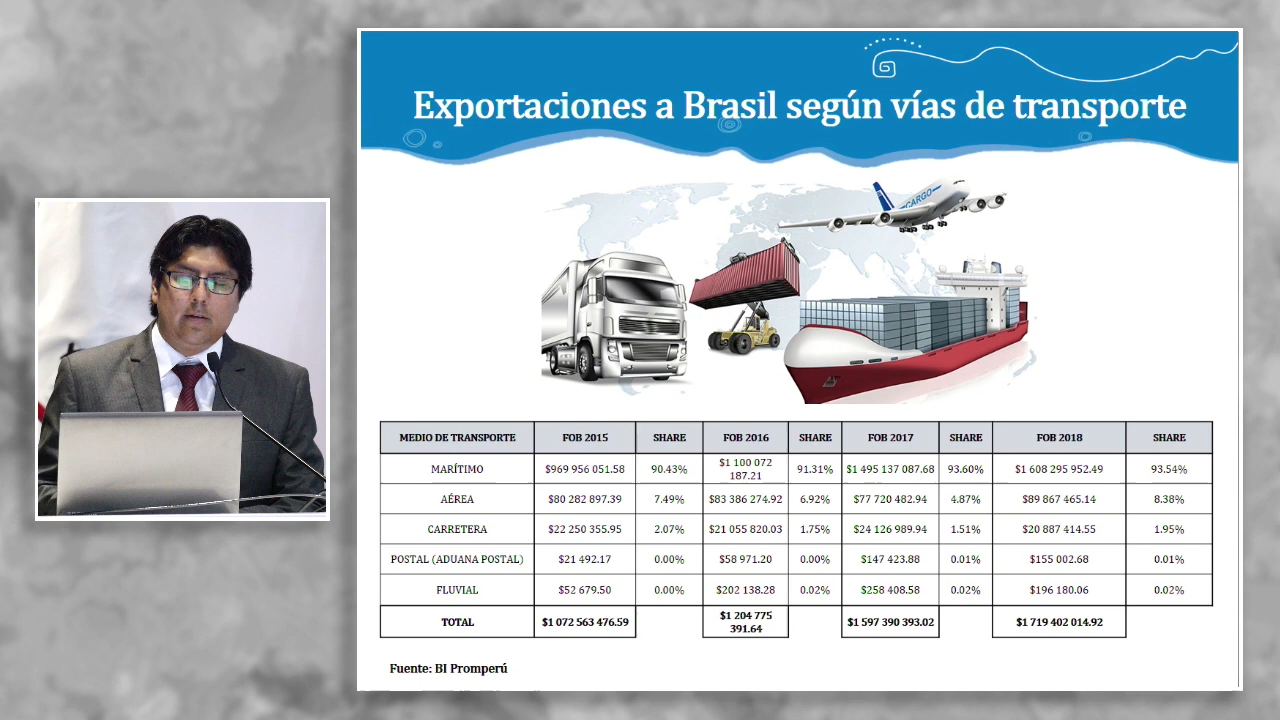 Exportaciones a Brasil según vías de transporte
CARGO
MEDIO DE TRANSPORTE FOB 2015 SHARE FOB 2016 SHARE FOB 2017 SHARE FOB 2018 SHARE
MARÍTIMO $969 956 051.58 90.43% $1 100 072 187.21 91.31% $1 495 137 087.68 93.60% $1 608 295 952.49 93.54%
AÉREA $80 282 897.39 7.49% $83 386 274.92 6.92% $77 720 482.94 4.87% $89 867 465.14 8.38%
CARRETERA $22 250 355.95 2.07% $21 055 820.03 1.75% $24 126 989.94 1.51% $20 887 414.55 1.95%
POSTAL (ADUANA POSTAL) $21 492.17 0.00% $58 971.20 0.00% $147 423.88 0.01% $155 002.68 0.01%
FLUVIAL $52 679.50 0.00% $202 138.28 0.02% $258 408.58 0.02% $196 180.06 0.02%
TOTAL $1 072 563 476.59 $1 204 775 391.64 $1 597 390 393.02 $1 719 402 014.92
Fuente: BI Promperú